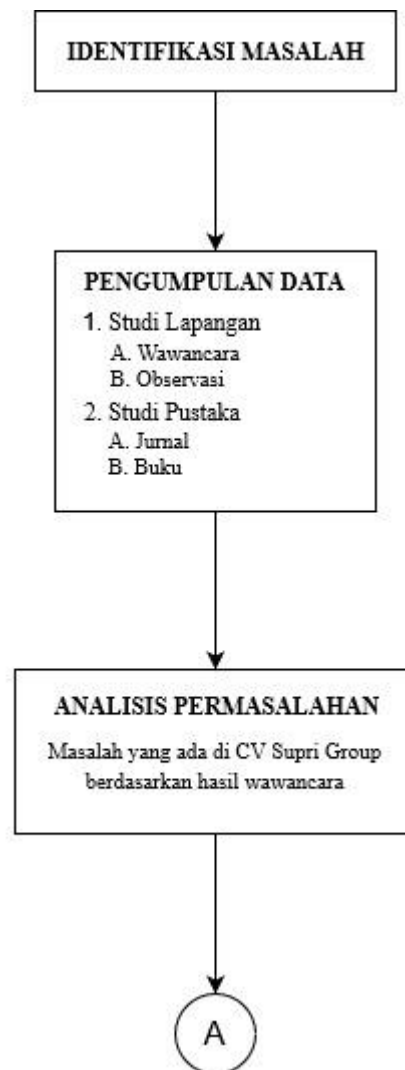 IDENTIFIKASI MASALAH
PENGUMPULAN DATA
1. Studi Lapangan
A. Wawancara
B. Observasi
2. Studi Pustaka
A. Jurnal
B. Buku
ANALISIS PERMASALAHAN
Masalah yang ada di CV Supri Group
berdasarkan hasil wawancara
A